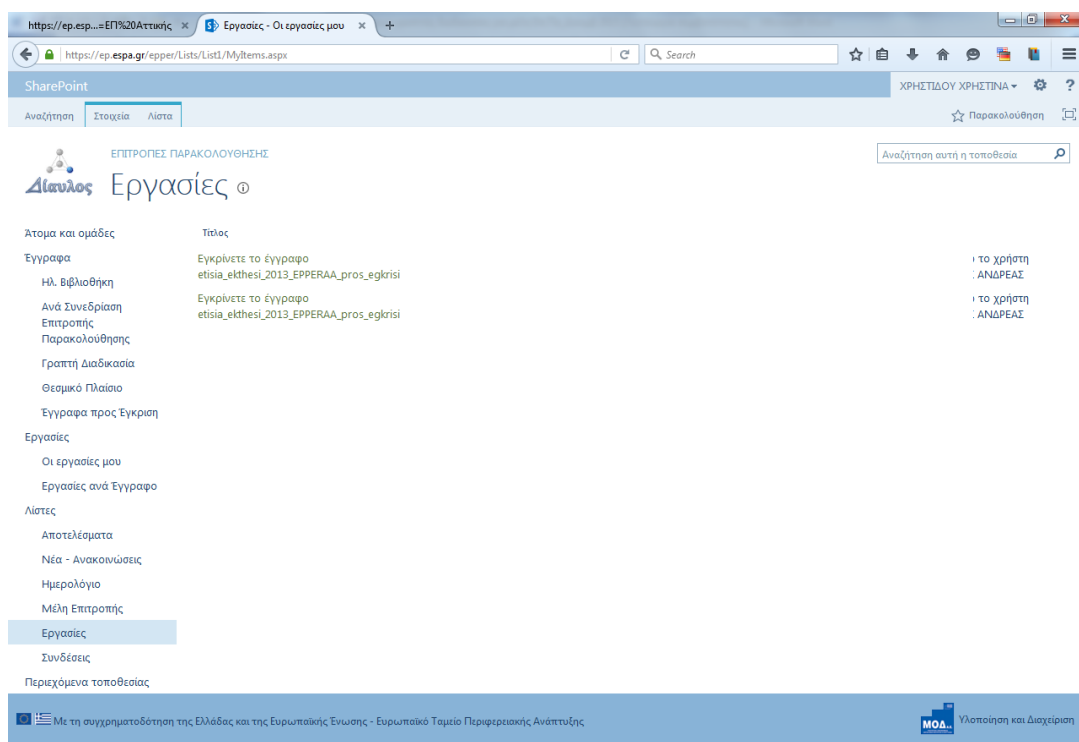 https://ep.esp...=ΕΠ%20Αττικής
Εργασίες - Οι εργασίες μου
https://ep.espa.gr/epper/Lists/List1/MyItems.aspx
Search
SharePoint
ΧΡΗΣΤΙΔΟΥ ΧΡΗΣΤΙΝΑ
?
Αναζήτηση
Στοιχεία
Λίστα
Παρακολούθηση
ΕΠΙΤΡΟΠΕΣ ΠΑΡΑΚΟΛΟΥΘΗΣΗΣ
Αναζήτηση αυτή η τοποθεσία
Δίαυλος
Εργασίες
Άτομα και ομάδες
Τίτλος
Έγγραφα
Εγκρίνετε το έγγραφο
etisia_ekthesi_2013_EPPERAA_pros_egkrisi
το χρήστη
ΑΝΔΡΕΑΣ
Ηλ. Βιβλιοθήκη
Εγκρίνετε το έγγραφο
etisia_ekthesi_2013_EPPERAA_pros_egkrisi
το χρήστη
ΑΝΔΡΕΑΣ
Ανά Συνεδρίαση
Επιτροπής
Παρακολούθησης
Γραπτή Διαδικασία
Θεσμικό Πλαίσιο
Έγγραφα προς Έγκριση
Εργασίες
Οι εργασίες μου
Εργασίες ανά Έγγραφο
Λίστες
Αποτελέσματα
Νέα - Ανακοινώσεις
Ημερολόγιο
Μέλη Επιτροπής
Εργασίες
Συνδέσεις
Περιεχόμενα τοποθεσίας
Με τη συγχρηματοδότηση της Ελλάδας και της Ευρωπαϊκής Ένωσης - Ευρωπαϊκό Ταμείο Περιφερειακής Ανάπτυξης
ΜΟΔ
Υλοποίηση και Διαχείριση